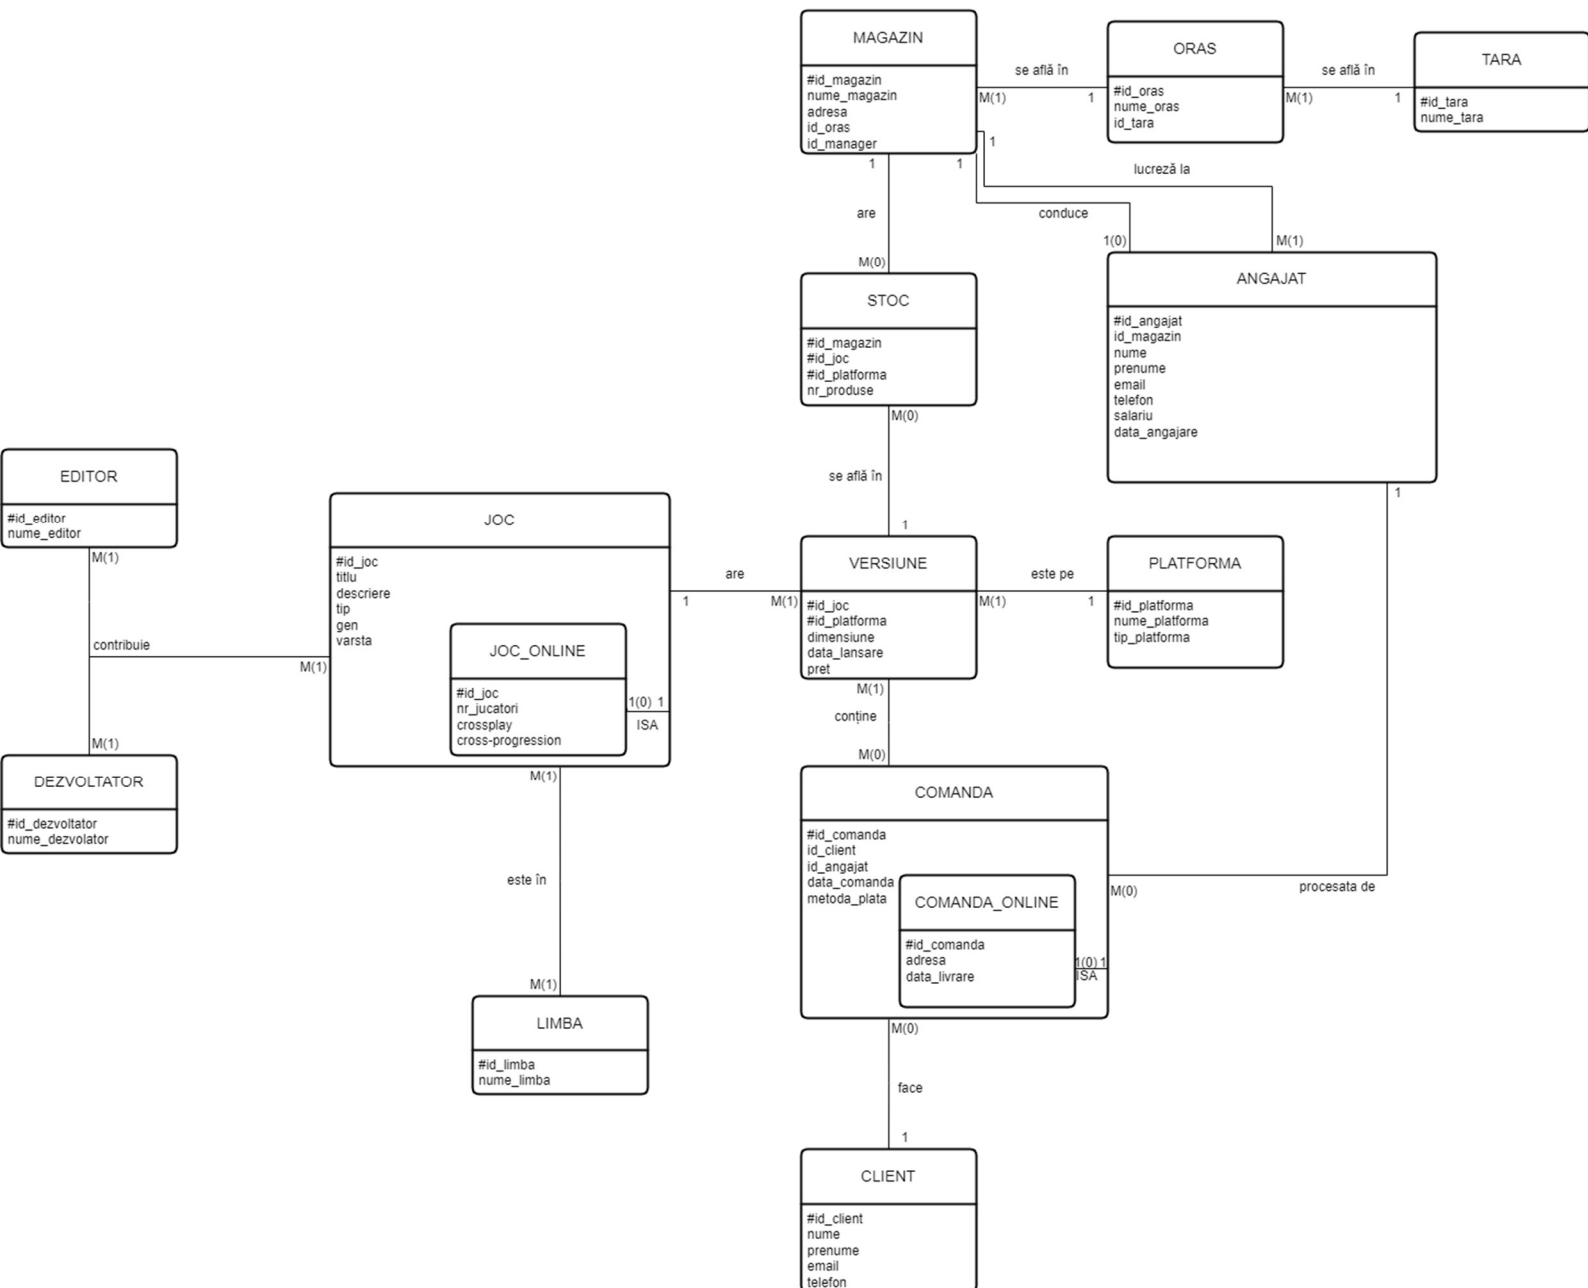 MAGAZIN
#id_magazin
nume_magazin
adresa
id_oras
id_manager
se află în
M(1)
1
ORAS
#id_oras
nume_oras
id_tara
se află în
M(1)
1
TARA
#id_tara
nume_tara
1
1
1
lucreză la
conduce
are
1(0)
M(1)
M(0)
ANGAJAT
#id_angajat
id_magazin
nume
prenume
email
telefon
salariu
data_angajare
1
STOC
#id_magazin
#id_joc
#id_platforma
nr_produse
M(0)
se află în
1
EDITOR
#id_editor
nume_editor
M(1)
contribuie
M(1)
M(1)
DEZVOLTATOR
#id_dezvoltator
nume_dezvolator
JOC
#id_joc
titlu
descriere
tip
gen
varsta
JOC_ONLINE
#id_joc
nr_jucatori
crossplay
cross-progression
1(0) 1
ISA
are
1
M(1)
VERSIUNE
#id_joc
#id_platforma
dimensiune
data_lansare
pret
este pe
M(1)
1
PLATFORMA
#id_platforma
nume_platforma
tip_platforma
M(1)
conține
M(0)
M(1)
este în
M(1)
LIMBA
#id_limba
nume_limba
COMANDA
#id_comanda
id_client
id_angajat
data_comanda
metoda_plata
COMANDA_ONLINE
#id_comanda
adresa
data_livrare
1(0) 1
ISA
M(0)
procesata de
M(0)
face
1
CLIENT
#id_client
nume
prenume
email
telefon